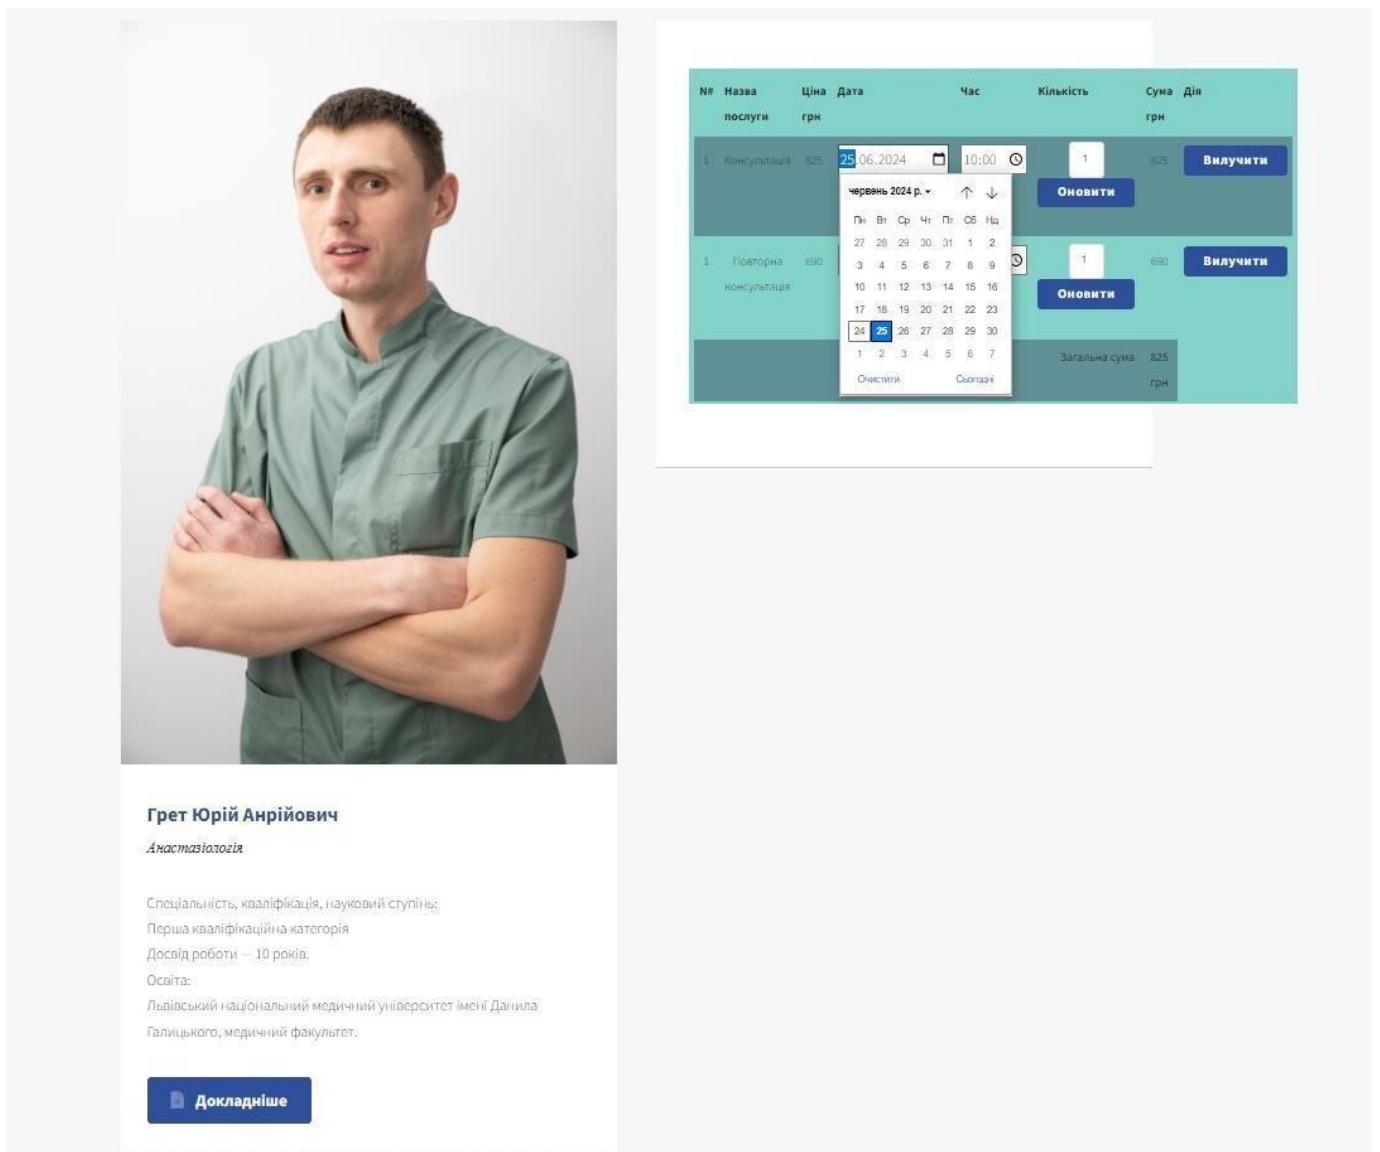 N# Назва Ціна Дата Час Кількість Сума Дія
послуги грн грн
1 Консультація 825 25.06.2024 10:00 1 825 Вилучити
Оновити
червень 2024 р.
Пн Вт Ср Чт Пт Сб Нд
27 28 29 30 31 1 2
1 Повторна 690 1 690 Вилучити
3 4 5 6 7 8 9
консультація 10 11 12 13 14 15 16
Оновити
17 18 19 20 21 22 23
24 25 26 27 28 29 30
1 2 3 4 5 6 7
Загальна сума 825
Очистити Сьогодні
грн
Грет Юрій Анрійович
Анастазіологія
Спеціальність, кваліфікація, науковий ступінь:
Перша кваліфікаційна категорія
Досвід роботи — 10 років.
Освіта:
Львівський національний медичний університет імені Данила
Галицького, медичний факультет.
Докладніше